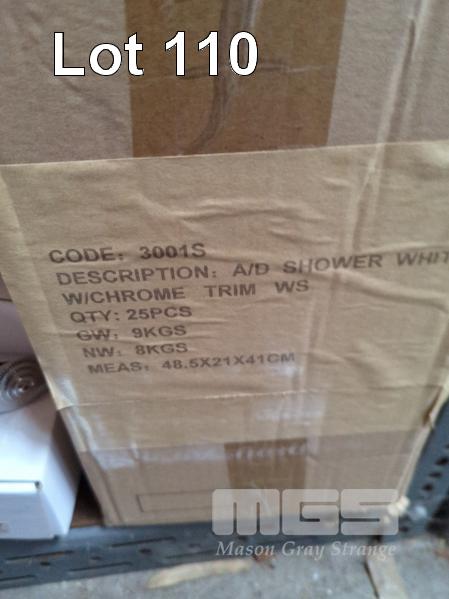 Lot 110
CODE: 3001S
DESCRIPTION: A/D SHOWER WHIT
W/CHROME TRIM WS
QTY: 25PCS
GW: 9KGS
NW: 8KGS
MEAS: 48.5X21X41CM
MGS
Mason Gray Strange